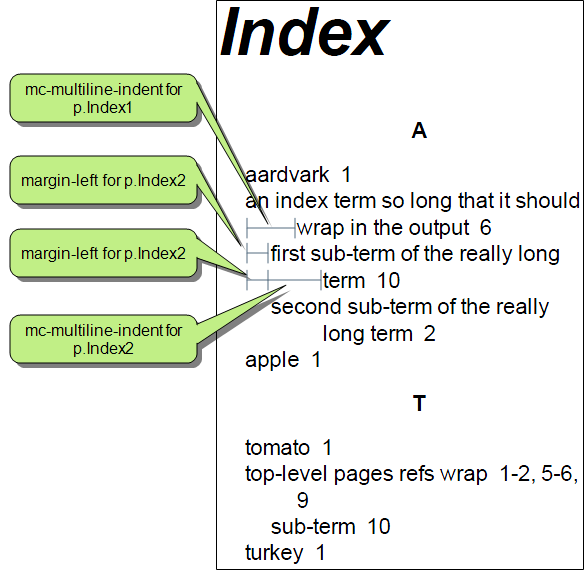 Index
mc-multiline-indent for
p.Index1
A
margin-left for p.Index2
aardvark 1
an index term so long that it should
wrap in the output 6
margin-left for p.Index2
first sub-term of the really long
term 10
mc-multiline-indent for
p.Index2
second sub-term of the really
long term 2
apple 1
T
tomato 1
top-level pages refs wrap 1-2, 5-6,
9
sub-term 10
turkey 1